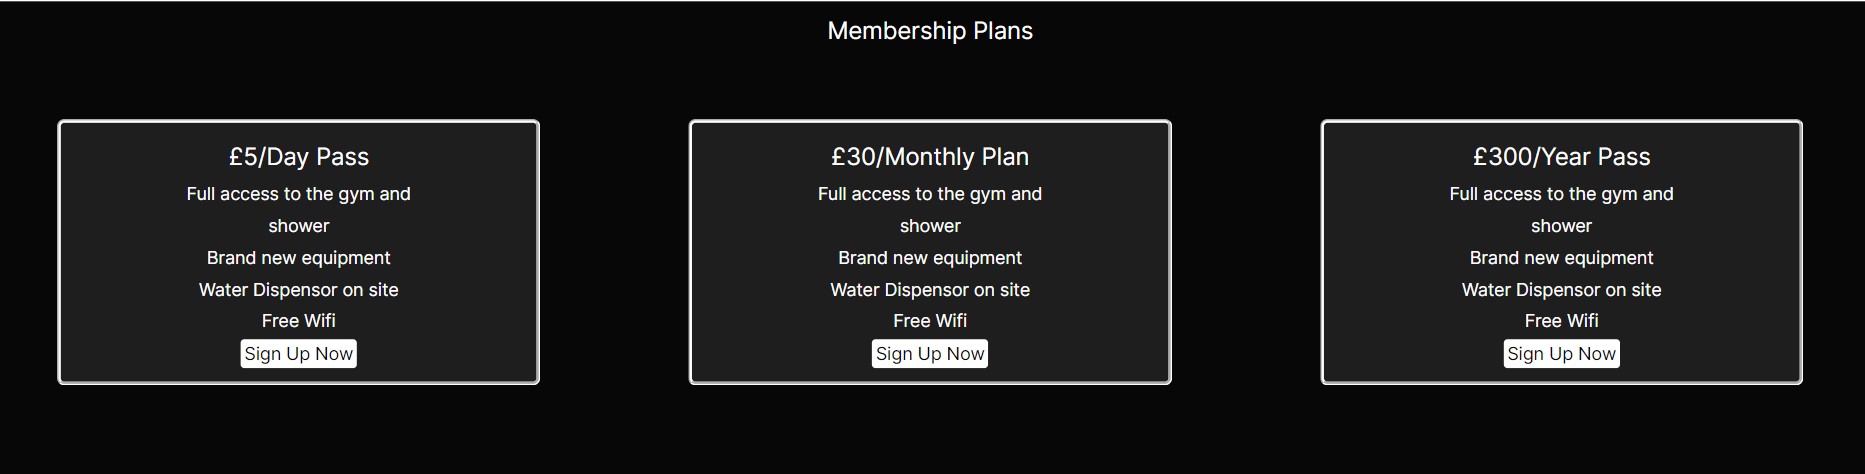 Membership Plans
£5/Day Pass
Full access to the gym and
shower
Brand new equipment
Water Dispensor on site
Free Wifi
Sign Up Now
£30/Monthly Plan
Full access to the gym and
shower
Brand new equipment
Water Dispensor on site
Free Wifi
Sign Up Now
£300/Year Pass
Full access to the gym and
shower
Brand new equipment
Water Dispensor on site
Free Wifi
Sign Up Now